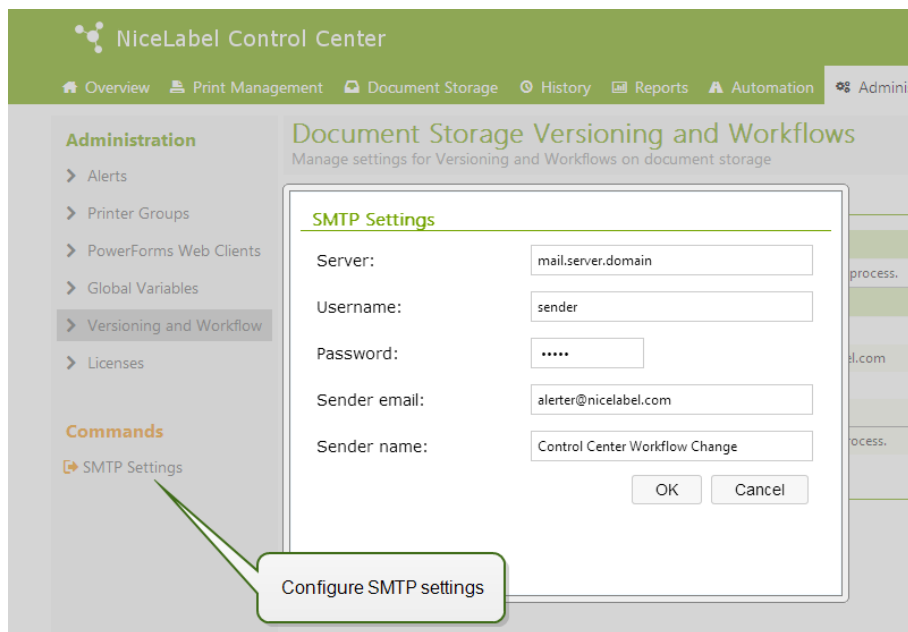 NiceLabel Control Center
Overview Print Management Document Storage History Reports Automation Admini
Administration
Alerts
Printer Groups
PowerForms Web Clients
Global Variables
Versioning and Workflow
Licenses
Commands
SMTP Settings
Document Storage Versioning and Workflows
Manage settings for Versioning and Workflows on document storage
SMTP Settings
Server: mail.server.domain
Username: sender
Password: •••••
Sender email: alerter@nicelabel.com
Sender name: Control Center Workflow Change
OK Cancel
process.
el.com
rocess.
Configure SMTP settings